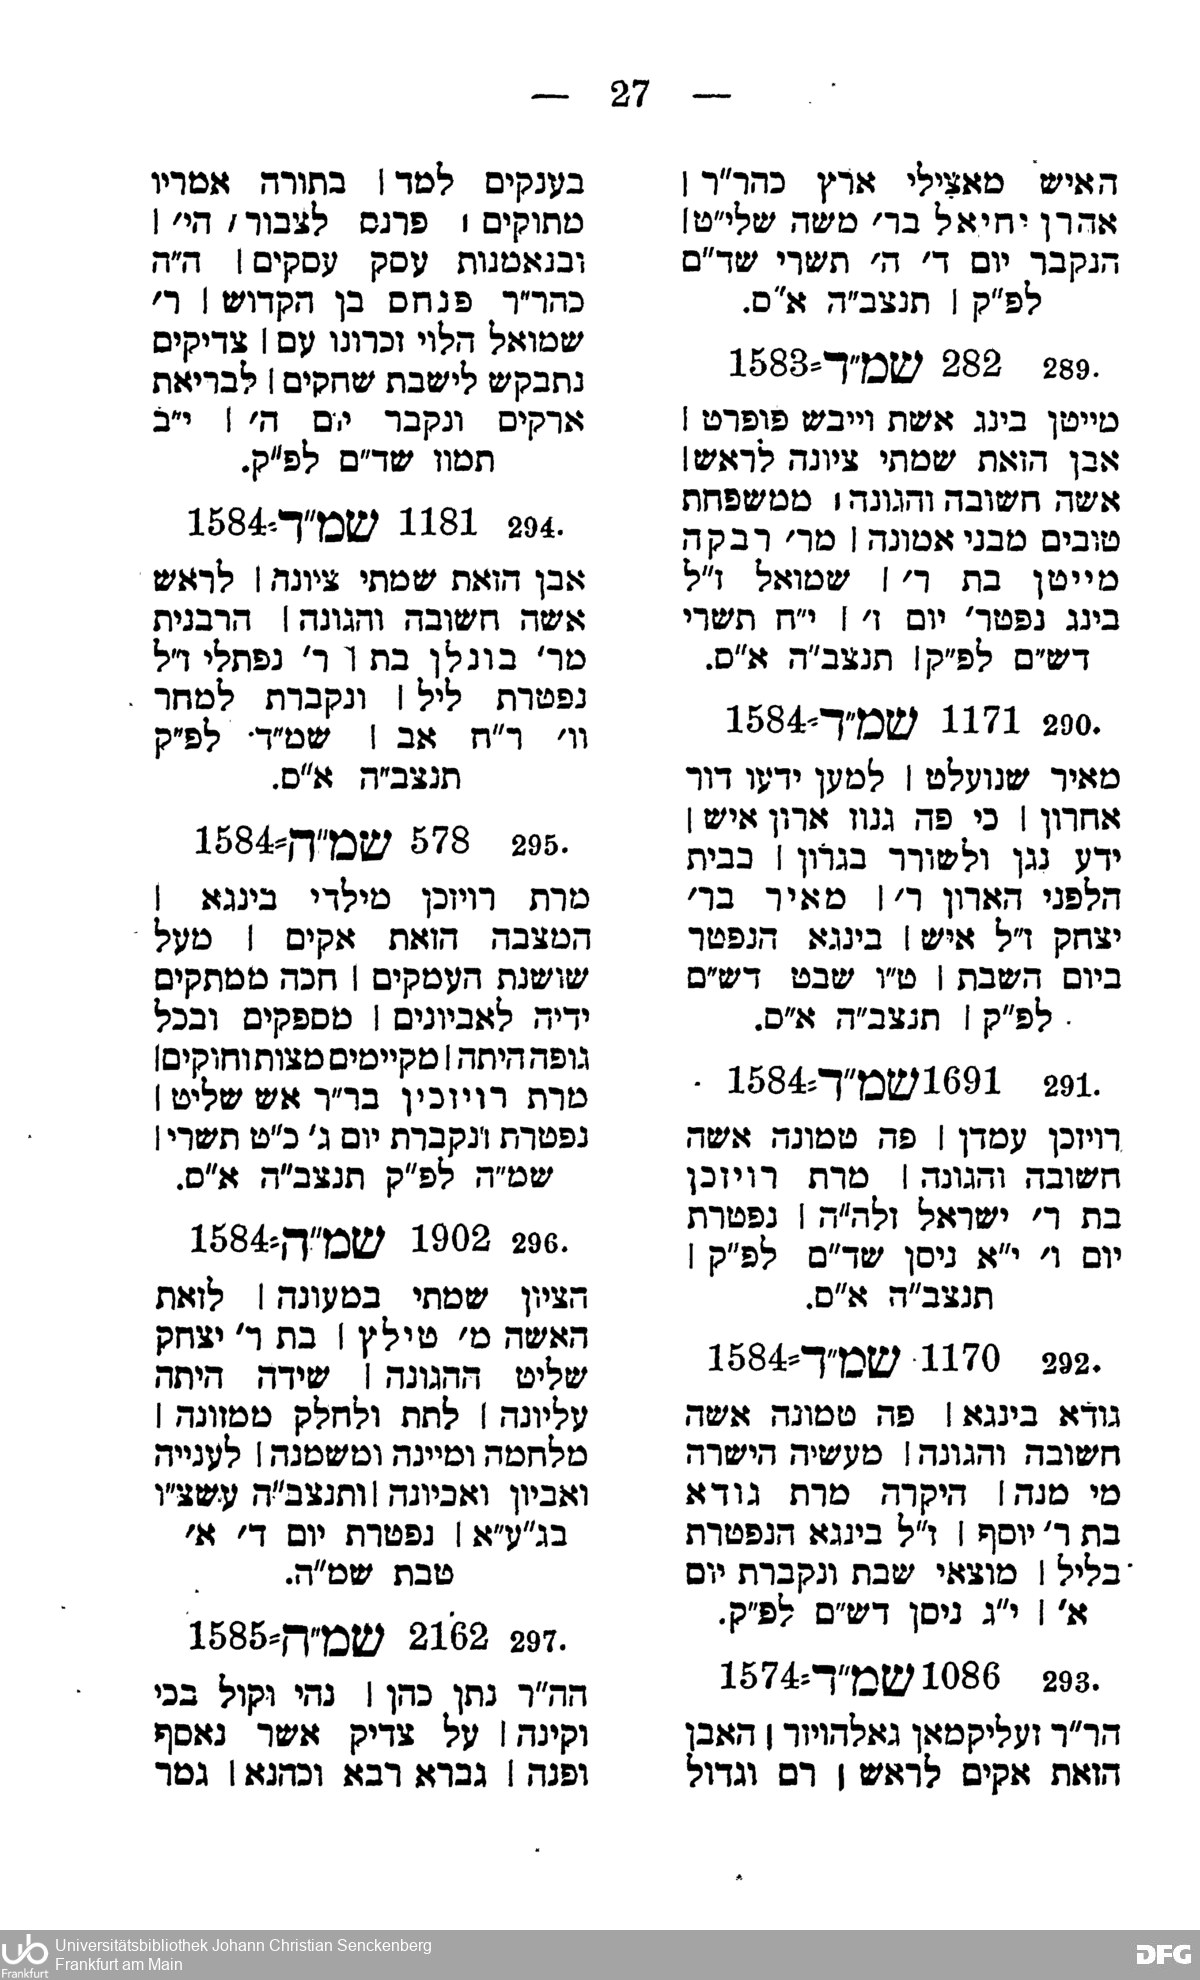 — 27 —
האיש מאצילי ארץ כהר״ר |
אהרן יחיאל בר׳ משה שלי״ט|
הנקבר יום ד׳ ה׳ תשרי שד״ם
לפ״ק | תנצב״ה א״ס.
289. 282 שמ״ד=1583
מייטן בינג אשת וייבש פופרט |
אבן הזאת שמתי ציונה לראש|
אשה חשובה והגונה| ממשפחת
טובים מבני אמונה | מר׳ רבקה
מייטן בת ר׳ | שמואל ז״ל
בינג נפטר׳ יום ז׳ | י״ח תשרי
דש״ם לפ״ק| תנצב״ה א״ס.
290. 1171 שמ״ד=1584
מאיר שנועלט | למען ידעו דור
אחרון | כי פה גנוז ארון איש |
ידע נגן ולשורר בגרון | בבית
הלפני הארון ר׳ | מאיר בר׳
יצחק ז״ל איש | בינגא הנפטר
ביום השבת | ט״ו שבט דש״ם
לפ״ק | תנצב״ה א״ס.
291. 1691 שמ״ד=1584
רויזכן עמדן | פה טמונה אשה
חשובה והגונה | מרת רויזכן
בת ר׳ ישראל זלה״ה | נפטרת
יום ו׳ י״א ניסן שד״ם לפ״ק |
תנצב״ה א״ס.
292. 1170 שמ״ד=1584
גודא בינגא | פה טמונה אשה
חשובה והגונה | מעשיה הישרה
מי מנה | היקרה מרת גודא
בת ר׳ יוסף | ז״ל בינגא הנפטרת
בליל | מוצאי שבת ונקברת יום
א׳ | י״ג ניסן דש״ם לפ״ק.
293. 1086 שמ״ד=1574
הר״ר זעליקמאן גאלהויזר | האבן
הזאת אקים לראש | רם וגדול
בענקים למד | בתורה אמריו
מתוקים | פרנס לצבור | הי׳ |
ובנאמנות עסק עסקים | ה״ה
כהר״ר פנחם בן הקדוש | ר׳
שמואל הלוי זכרונו עם | צדיקים
נתבקש לישבת שחקים | לבריאת
ארקים ונקבר יום ה׳ | י״ב
תמוז שד״ם לפ״ק.
294. 1181 שמ״ד=1584
אבן הזאת שמתי ציונה | לראש
אשה חשובה והגונה | הרבנית
מר׳ בונלן בת | ר׳ נפתלי ז״ל
נפטרת ליל | ונקברת למחר
וו׳ ר״ח אב | שמ״ד לפ״ק
תנצב״ה א״ס.
295. 578 שמ״ה=1584
מרת רויזכן מילדי בינגא |
המצבה הזאת אקים | מעל
שושנת העמקים | חכה ממתקים
ידיה לאביונים | מספקים ובכל
גופה היתה | מקיימים מצות וחוקים|
מרת רויזכין בר״ר אש שליט |
נפטרת ונקברת יום ג׳ כ״ט תשרי |
שמ״ה לפ״ק תנצב״ה א״ס.
296. 1902 שמ״ה=1584
הציון שמתי במעונה | לזאת
האשה מ׳ טילץ | בת ר׳ יצחק
שליט ההגונה | שידה היתה
עליונה | לתת ולחלק ממזונה |
מלחמה ומיינה ומשמנה | לענייה
ואביון ואביונה | ותנצב״ה עשצ״ו
בג״ע״א | נפטרת יום ד׳ א׳
טבת שמ״ה.
297. 2162 שמ״ה=1585
הה״ר נתן כהן | נהי וקול בכי
וקינה | על צדיק אשר נאסף
ופנה | גברא רבא וכהנא | גמר
ub Frankfurt
Universitätsbibliothek Johann Christian Senckenberg
Frankfurt am Main
DFG